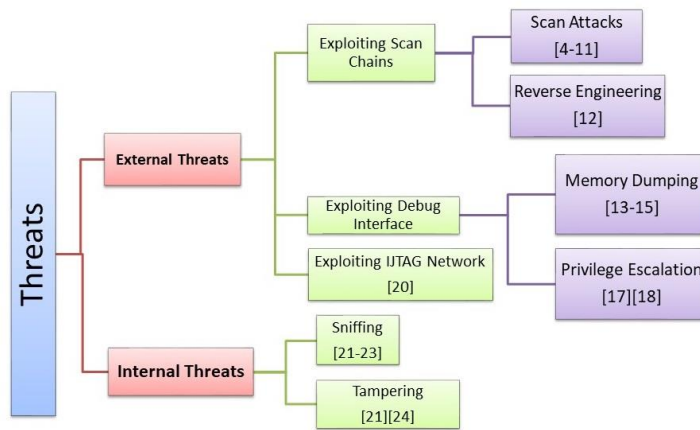 Threats
External Threats
Exploiting Scan
Chains
Scan Attacks
[4-11]
Reverse Engineering
[12]
Exploiting Debug
Interface
Memory Dumping
[13-15]
Privilege Escalation
[17][18]
Exploiting IJTAG Network
[20]
Internal Threats
Sniffing
[21-23]
Tampering
[21][24]